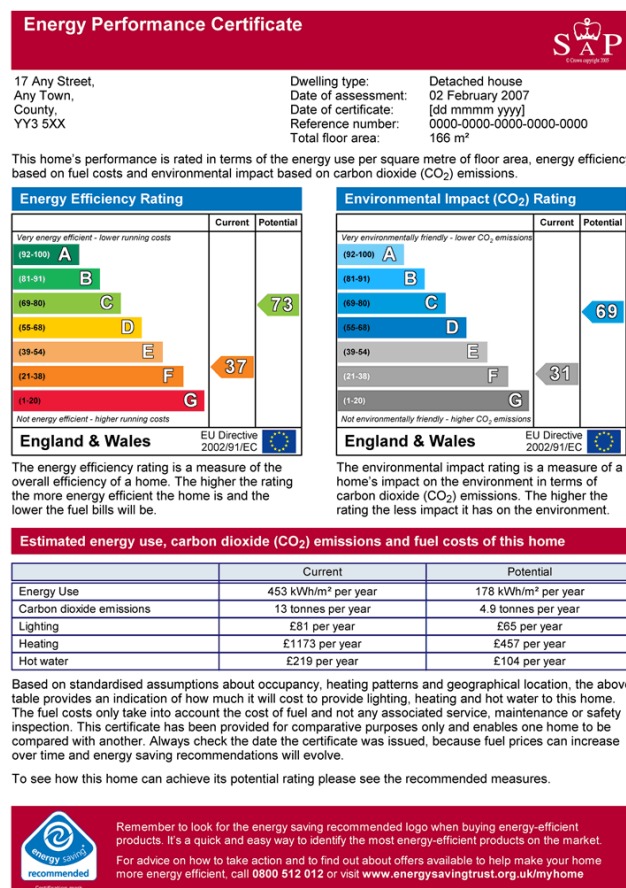 Energy Performance Certificate
SAP
© Crown copyright 2005
17 Any Street,
Any Town,
County,
YY3 5XX
Dwelling type: Detached house
Date of assessment: 02 February 2007
Date of certificate: [dd mmmm yyyy]
Reference number: 0000-0000-0000-0000-0000
Total floor area: 166 m²
This home's performance is rated in terms of the energy use per square metre of floor area, energy efficiency
based on fuel costs and environmental impact based on carbon dioxide (CO₂) emissions.
Energy Efficiency Rating
Current Potential
Very energy efficient - lower running costs
(92-100) A
(81-91) B
(69-80) C
73
(55-68) D
(39-54) E
37
(21-38) F
(1-20) G
Not energy efficient - higher running costs
England & Wales
EU Directive
2002/91/EC
The energy efficiency rating is a measure of the
overall efficiency of a home. The higher the rating
the more energy efficient the home is and the
lower the fuel bills will be.
Environmental Impact (CO₂) Rating
Current Potential
Very environmentally friendly - lower CO₂ emissions
(92-100) A
(81-91) B
(69-80) C
69
(55-68) D
(39-54) E
(21-38) F
31
(1-20) G
Not environmentally friendly - higher CO₂ emissions
England & Wales
EU Directive
2002/91/EC
The environmental impact rating is a measure of a
home's impact on the environment in terms of
carbon dioxide (CO₂) emissions. The higher the
rating the less impact it has on the environment.
Estimated energy use, carbon dioxide (CO₂) emissions and fuel costs of this home
Current Potential
Energy Use 453 kWh/m² per year 178 kWh/m² per year
Carbon dioxide emissions 13 tonnes per year 4.9 tonnes per year
Lighting £81 per year £65 per year
Heating £1173 per year £457 per year
Hot water £219 per year £104 per year
Based on standardised assumptions about occupancy, heating patterns and geographical location, the above
table provides an indication of how much it will cost to provide lighting, heating and hot water to this home.
The fuel costs only take into account the cost of fuel and not any associated service, maintenance or safety
inspection. This certificate has been provided for comparative purposes only and enables one home to be
compared with another. Always check the date the certificate was issued, because fuel prices can increase
over time and energy saving recommendations will evolve.
To see how this home can achieve its potential rating please see the recommended measures.
energy saving
recommended
Certification mark
Remember to look for the energy saving recommended logo when buying energy-efficient
products. It's a quick and easy way to identify the most energy-efficient products on the market.
For advice on how to take action and to find out about offers available to help make your home
more energy efficient, call 0800 512 012 or visit www.energysavingtrust.org.uk/myhome